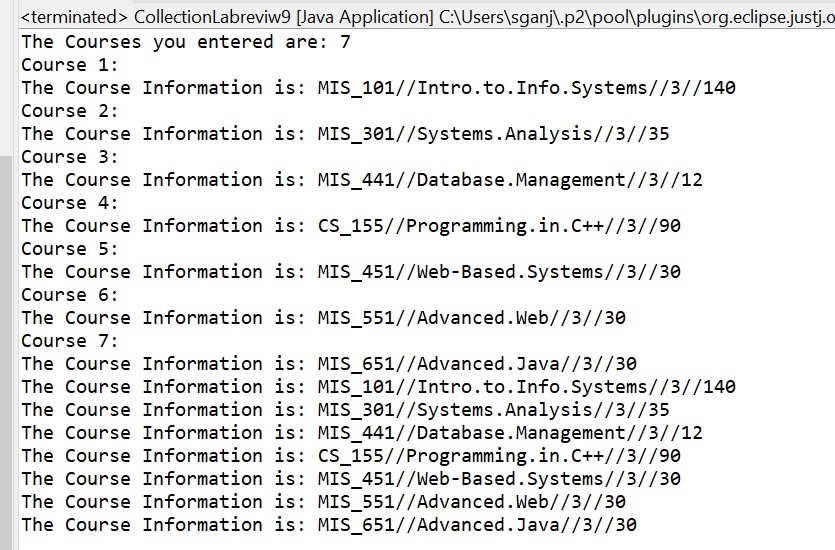 <terminated> CollectionLabreviw9 [Java Application] C:\Users\sganj\.p2\pool\plugins\org.eclipse.justj.o
The Courses you entered are: 7
Course 1:
The Course Information is: MIS_101//Intro.to.Info.Systems//3//140
Course 2:
The Course Information is: MIS_301//Systems.Analysis//3//35
Course 3:
The Course Information is: MIS_441//Database.Management//3//12
Course 4:
The Course Information is: CS_155//Programming.in.C++//3//90
Course 5:
The Course Information is: MIS_451//Web-Based.Systems//3//30
Course 6:
The Course Information is: MIS_551//Advanced.Web//3//30
Course 7:
The Course Information is: MIS_651//Advanced.Java//3//30
The Course Information is: MIS_101//Intro.to.Info.Systems//3//140
The Course Information is: MIS_301//Systems.Analysis//3//35
The Course Information is: MIS_441//Database.Management//3//12
The Course Information is: CS_155//Programming.in.C++//3//90
The Course Information is: MIS_451//Web-Based.Systems//3//30
The Course Information is: MIS_551//Advanced.Web//3//30
The Course Information is: MIS_651//Advanced.Java//3//30